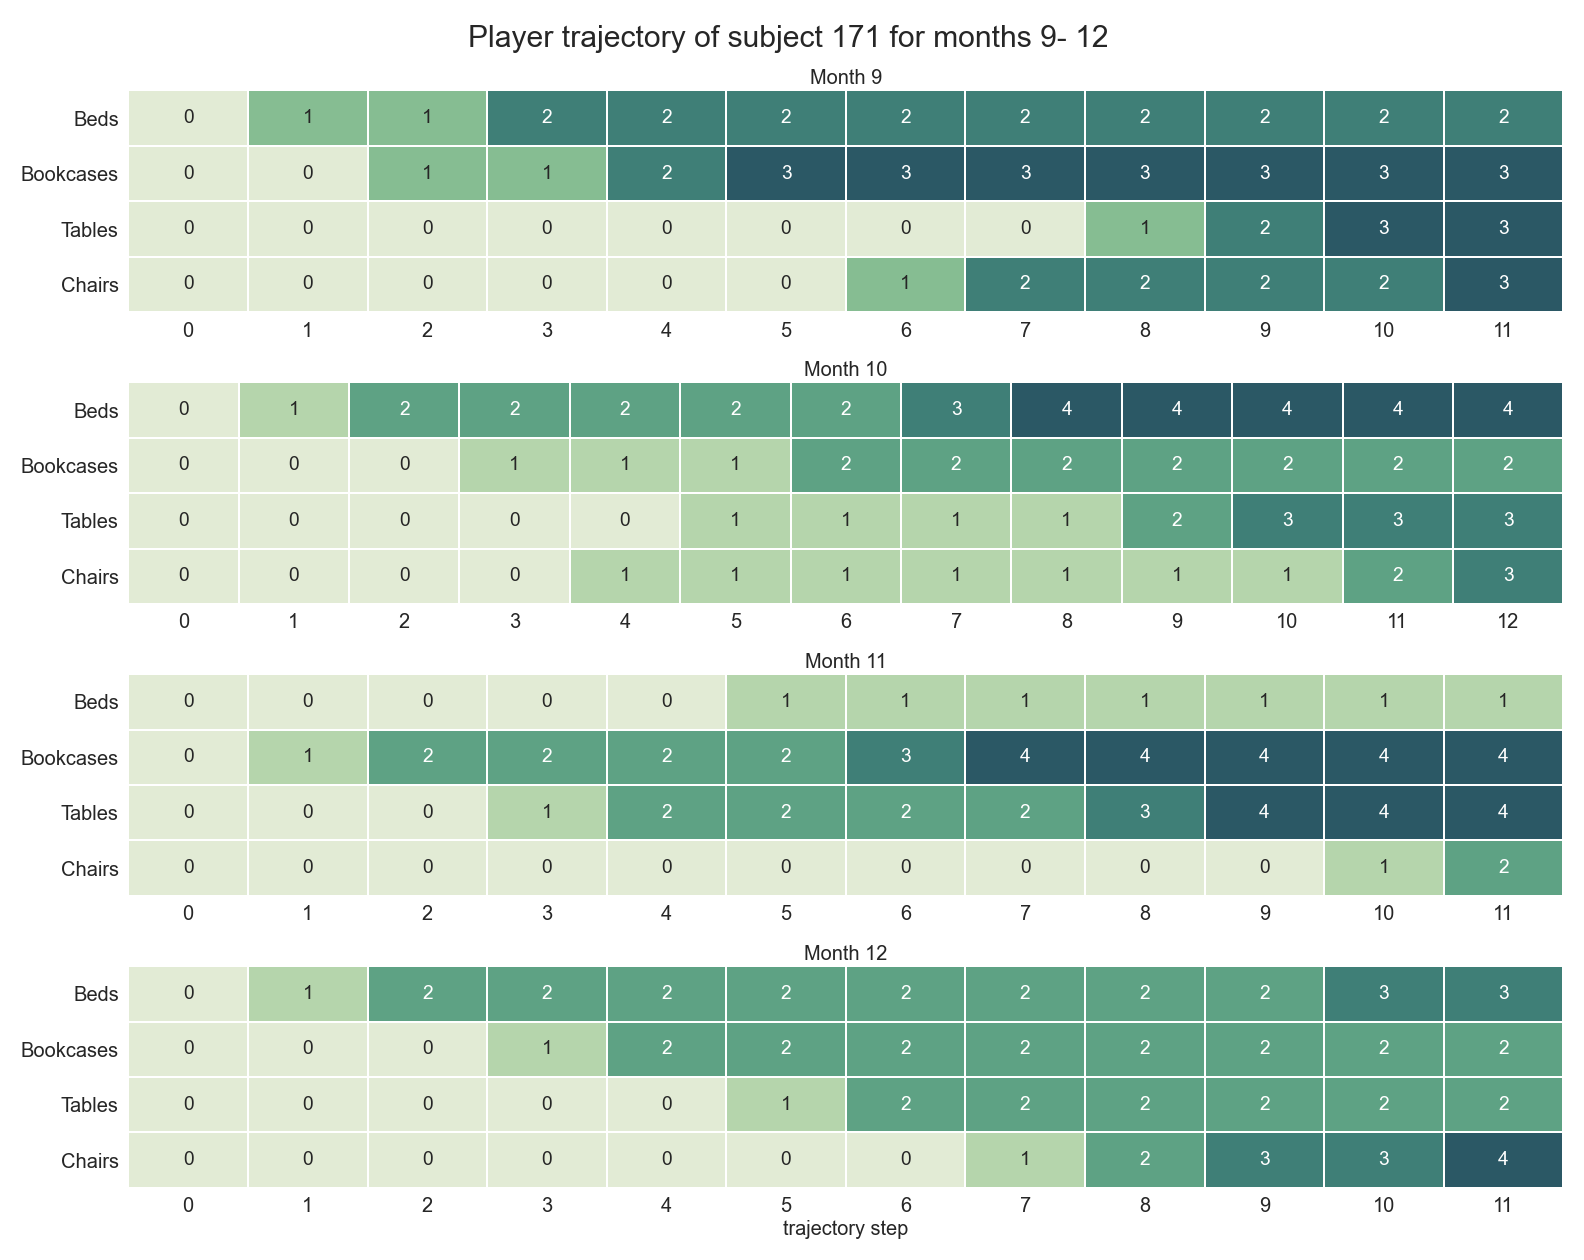 Player trajectory of subject 171 for months 9- 12
Month 9
Beds 0 1 1 2 2 2 2 2 2 2 2 2
Bookcases 0 0 1 1 2 3 3 3 3 3 3 3
Tables 0 0 0 0 0 0 0 0 1 2 3 3
Chairs 0 0 0 0 0 0 1 2 2 2 2 3
0 1 2 3 4 5 6 7 8 9 10 11
Month 10
Beds 0 1 2 2 2 2 2 3 4 4 4 4 4
Bookcases 0 0 0 1 1 1 2 2 2 2 2 2 2
Tables 0 0 0 0 0 1 1 1 1 2 3 3 3
Chairs 0 0 0 0 1 1 1 1 1 1 1 2 3
0 1 2 3 4 5 6 7 8 9 10 11 12
Month 11
Beds 0 0 0 0 0 1 1 1 1 1 1 1
Bookcases 0 1 2 2 2 2 3 4 4 4 4 4
Tables 0 0 0 1 2 2 2 2 3 4 4 4
Chairs 0 0 0 0 0 0 0 0 0 0 1 2
0 1 2 3 4 5 6 7 8 9 10 11
Month 12
Beds 0 1 2 2 2 2 2 2 2 2 3 3
Bookcases 0 0 0 1 2 2 2 2 2 2 2 2
Tables 0 0 0 0 0 1 2 2 2 2 2 2
Chairs 0 0 0 0 0 0 0 1 2 3 3 4
0 1 2 3 4 5 6 7 8 9 10 11
trajectory step